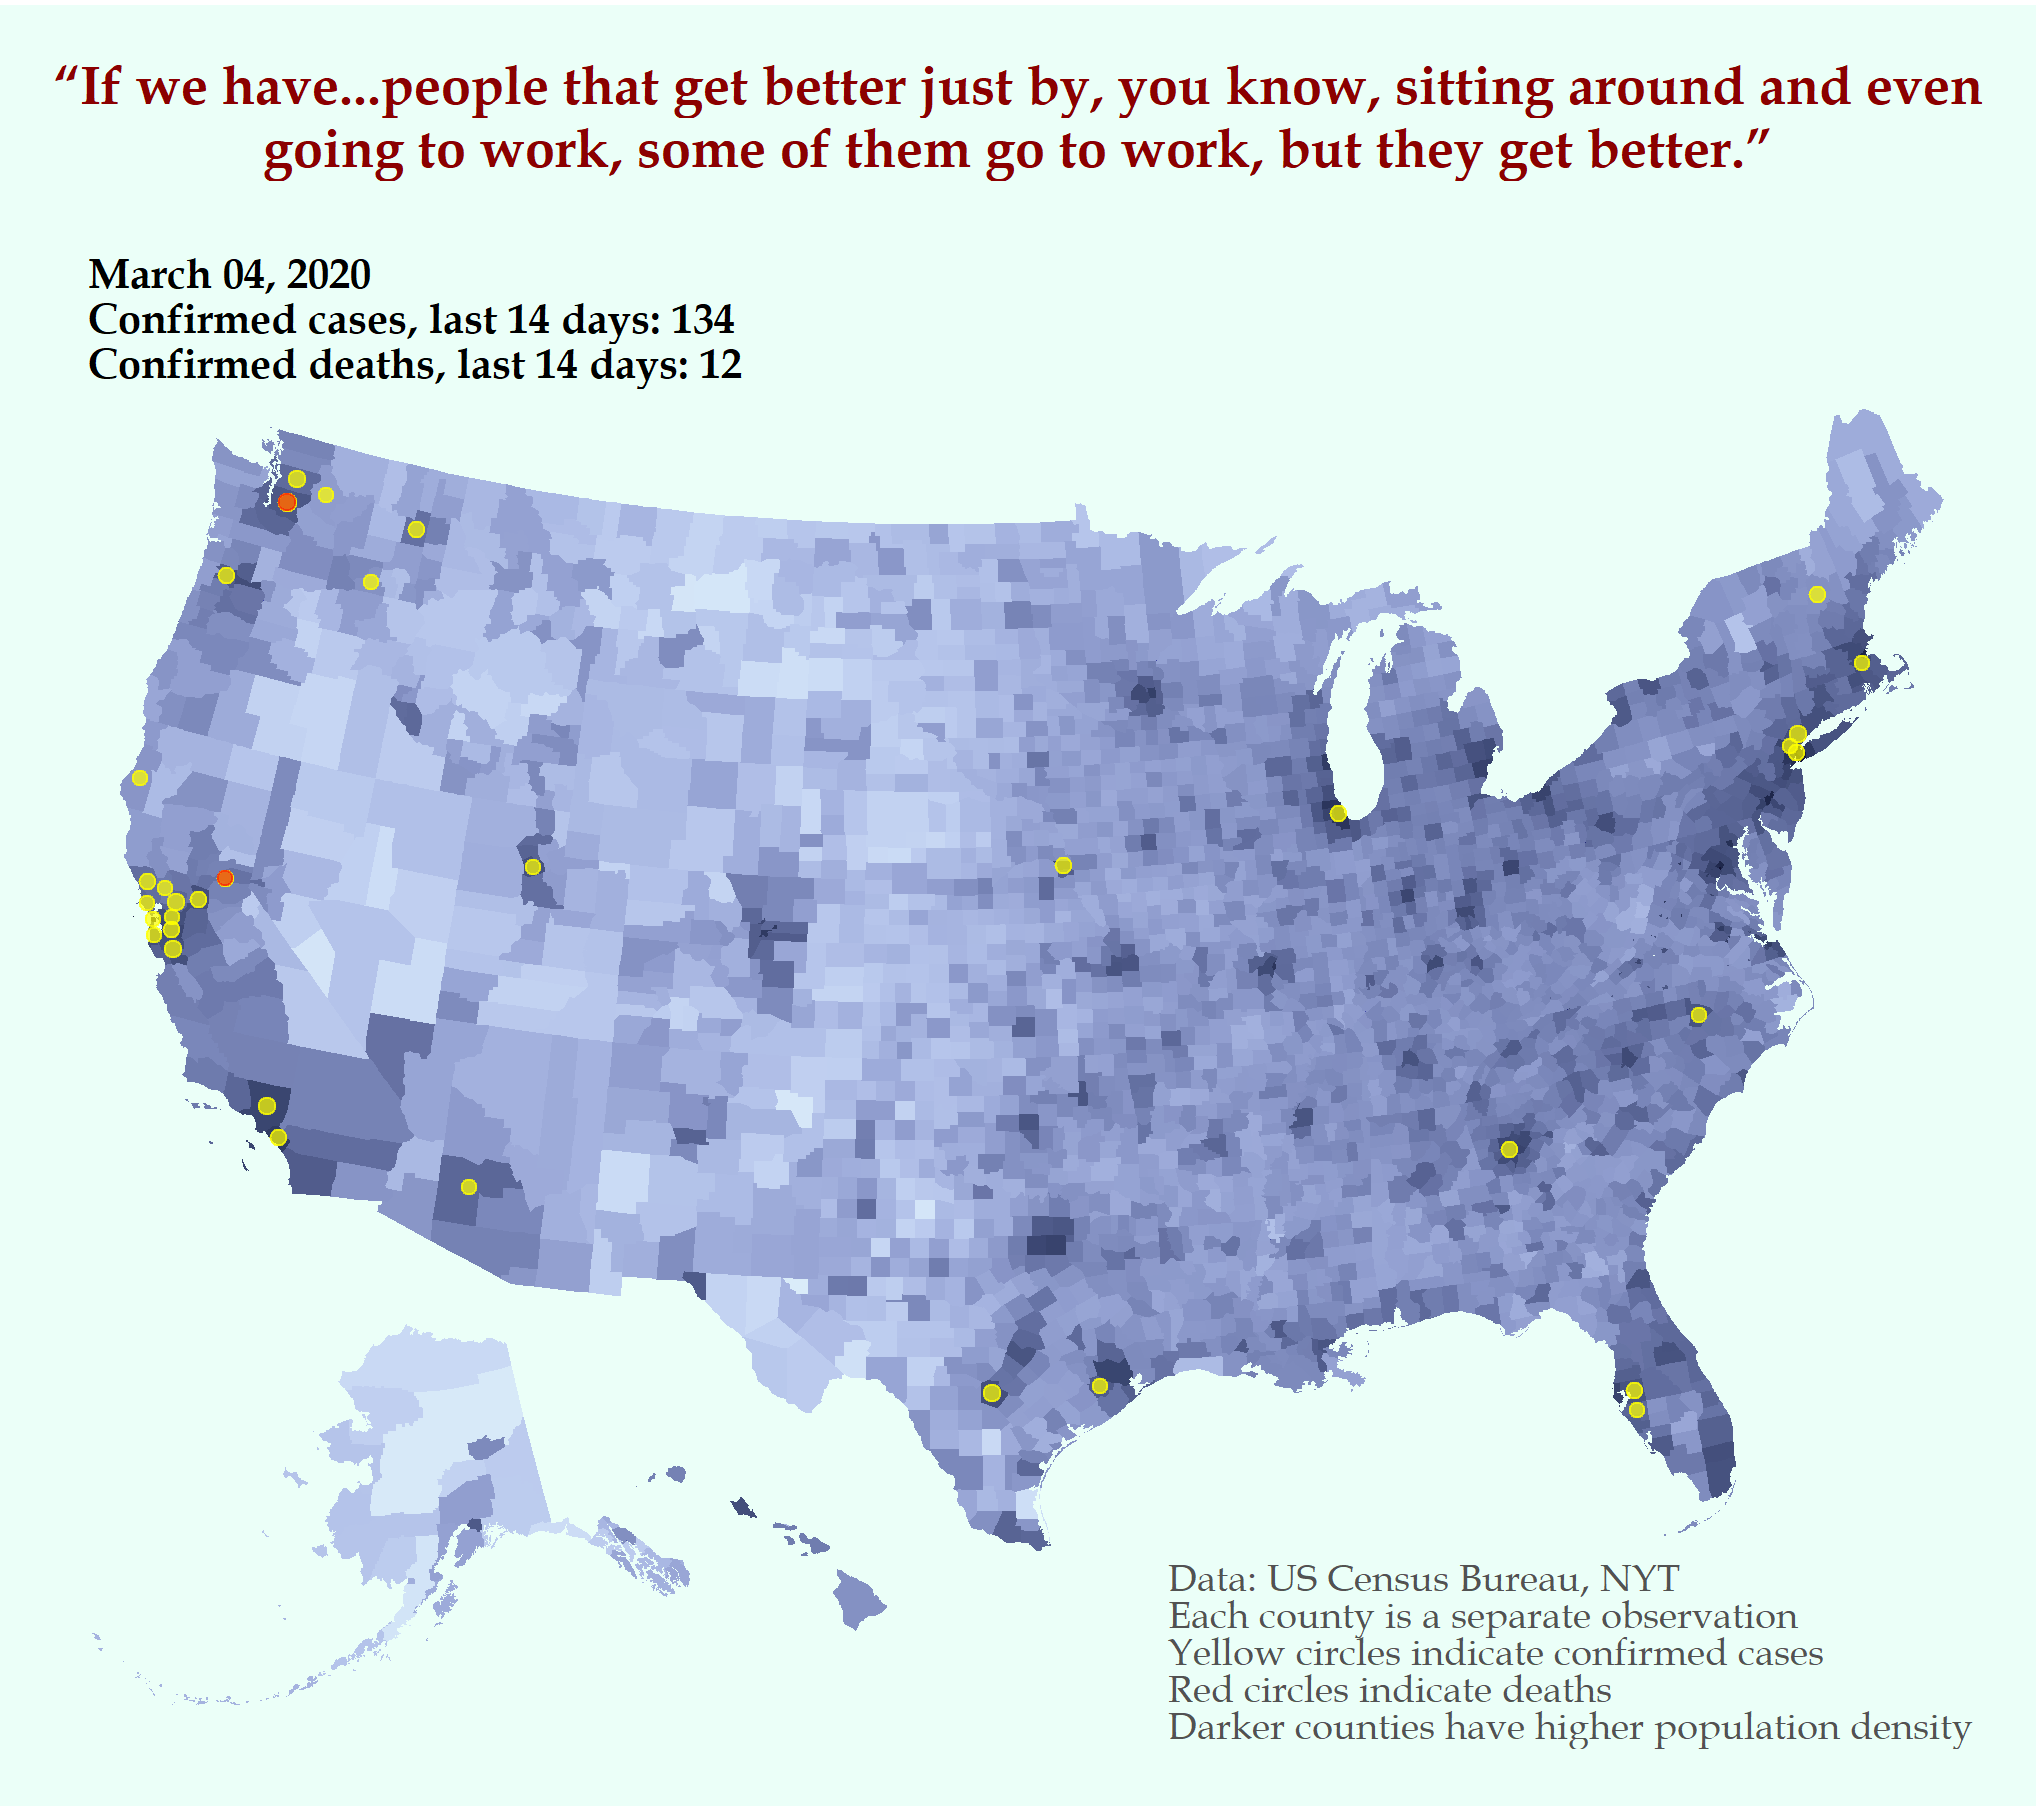 “If we have...people that get better just by, you know, sitting around and even
going to work, some of them go to work, but they get better.”
March 04, 2020
Confirmed cases, last 14 days: 134
Confirmed deaths, last 14 days: 12
Data: US Census Bureau, NYT
Each county is a separate observation
Yellow circles indicate confirmed cases
Red circles indicate deaths
Darker counties have higher population density